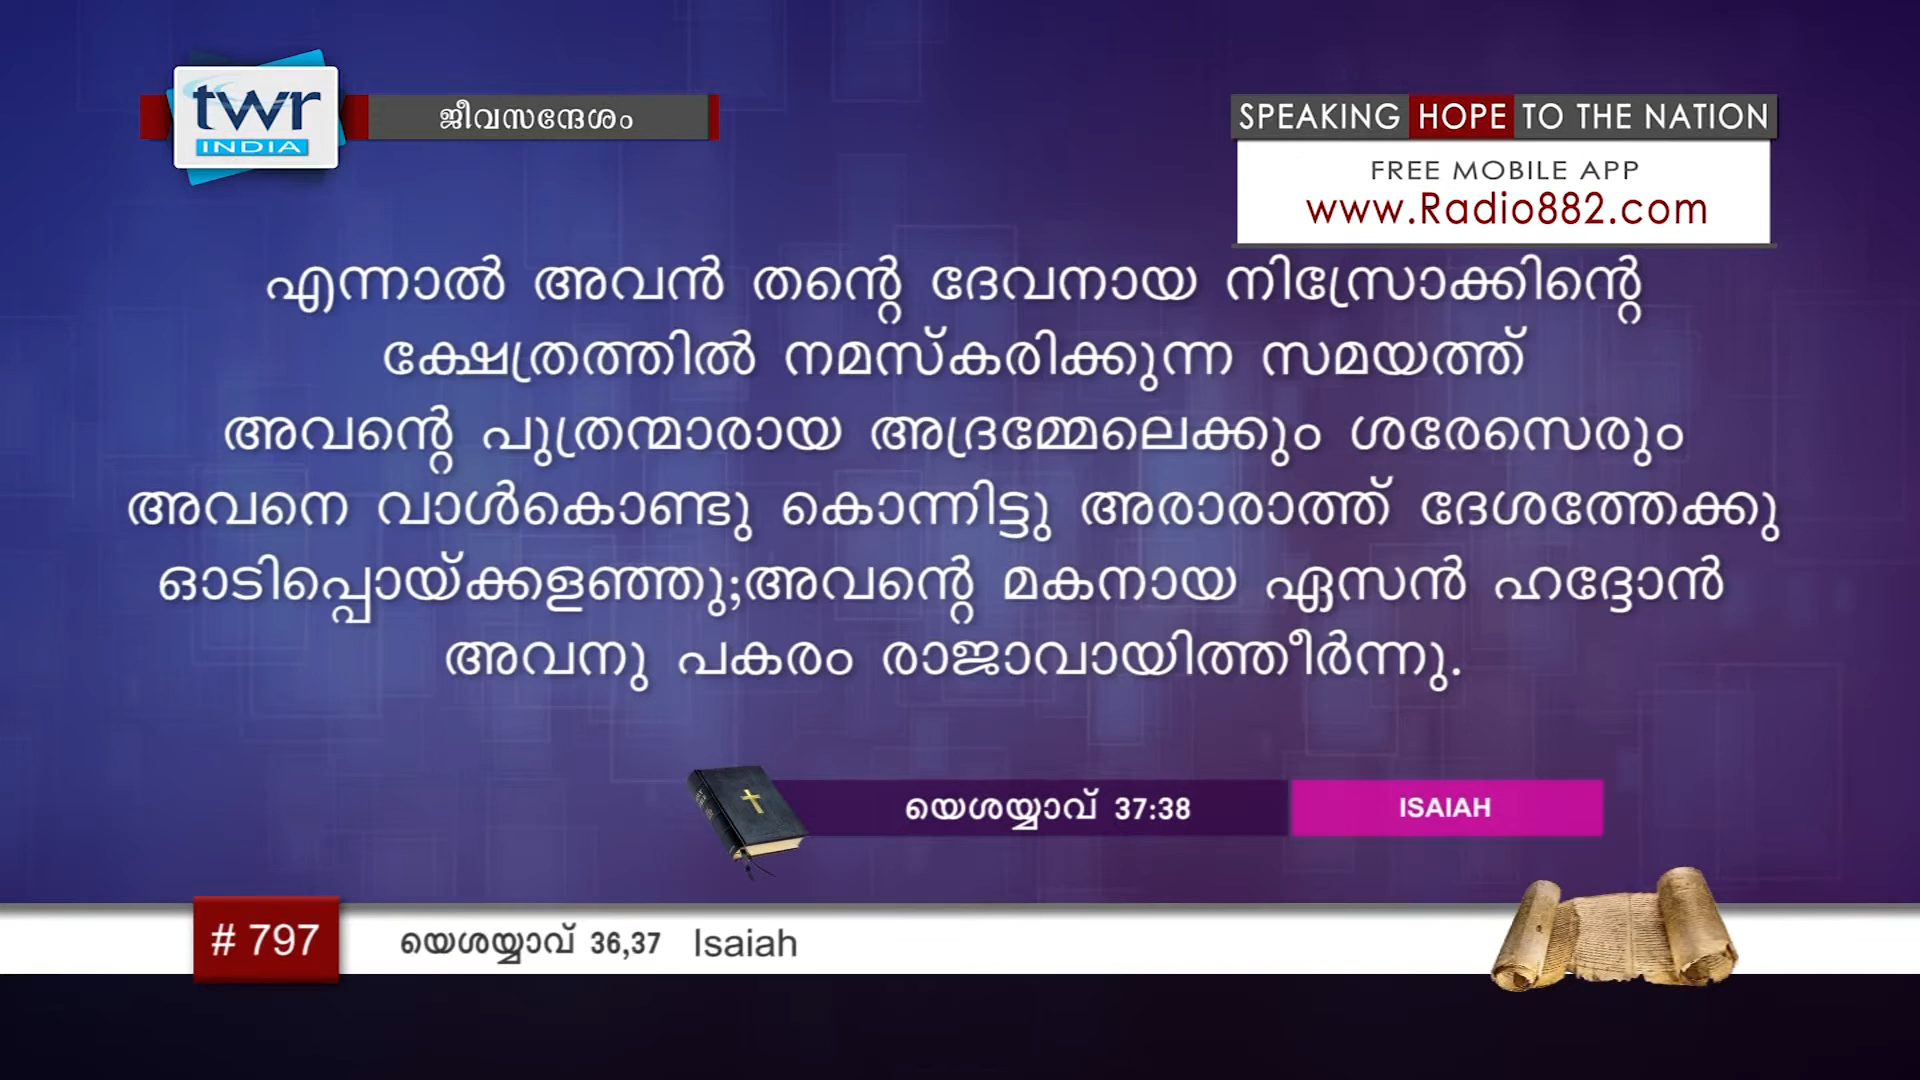 twr
INDIA
ജീവസന്ദേശം
SPEAKING HOPE TO THE NATION
FREE MOBILE APP
www.Radio882.com
എന്നാൽ അവൻ തന്റെ ദേവനായ നിസ്രോക്കിന്റെ
ക്ഷേത്രത്തിൽ നമസ്കരിക്കുന്ന സമയത്ത്
അവന്റെ പുത്രന്മാരായ അദ്രമ്മേലെക്കും ശരേസെരും
അവനെ വാൾകൊണ്ടു കൊന്നിട്ടു അരാരാത്ത് ദേശത്തേക്കു
ഓടിപ്പൊയ്ക്കളഞ്ഞു;അവന്റെ മകനായ ഏസൻ ഹദ്ദോൻ
അവനു പകരം രാജാവായിത്തീർന്നു.
യെശയ്യാവ് 37:38 ISAIAH
# 797 യെശയ്യാവ് 36,37 Isaiah